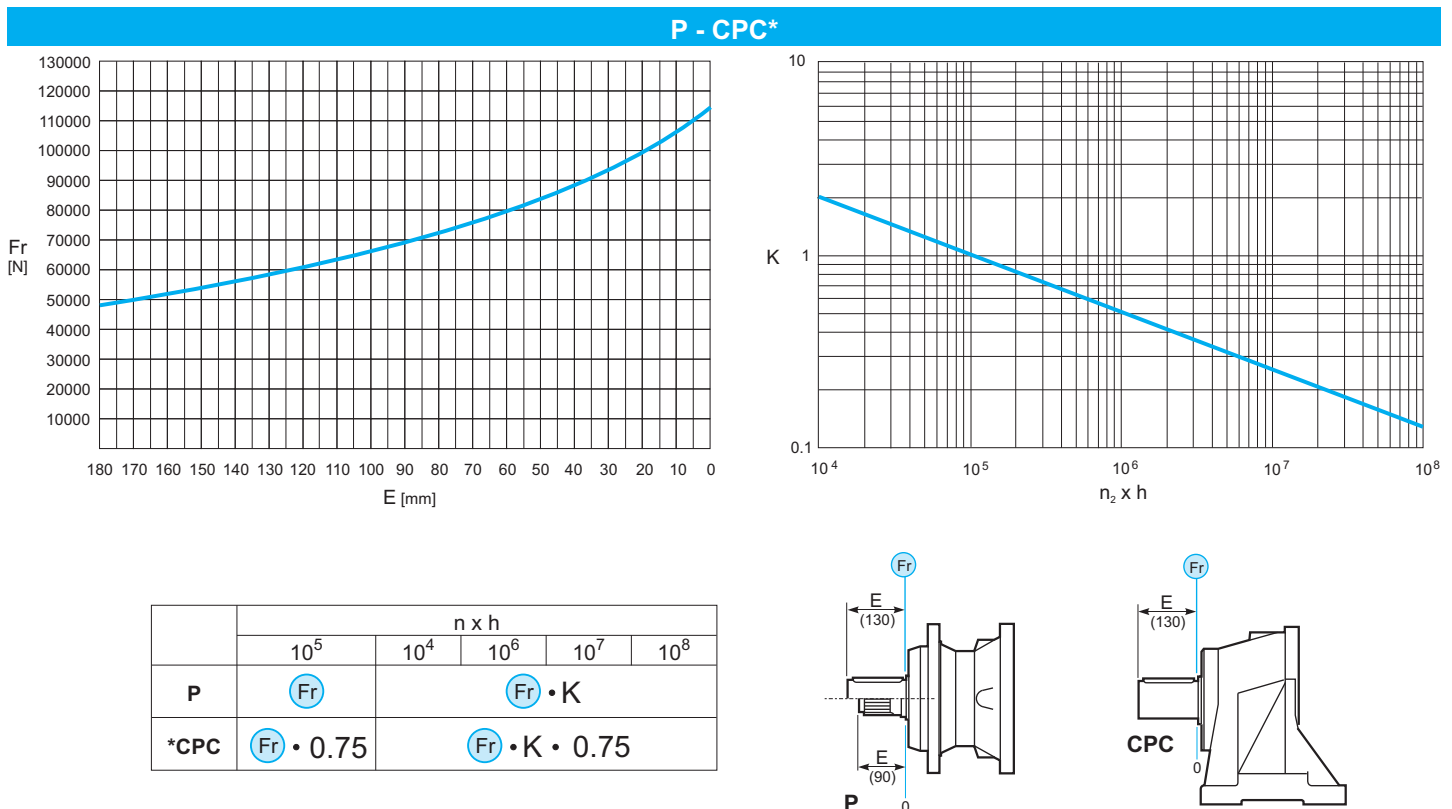 P - CPC*
130000
120000
110000
100000
90000
80000
70000
60000
50000
40000
30000
20000
10000
Fr
[N]
180 170 160 150 140 130 120 110 100 90 80 70 60 50 40 30 20 10 0
E [mm]
10
1
0.1
K
10⁴ 10⁵ 10⁶ 10⁷ 10⁸
n₂ x h
n x h
10⁵ 10⁴ 10⁶ 10⁷ 10⁸
P Fr Fr • K
*CPC Fr • 0.75 Fr • K • 0.75
Fr
E
(130)
E
(90)
P
0
Fr
E
(130)
CPC
0